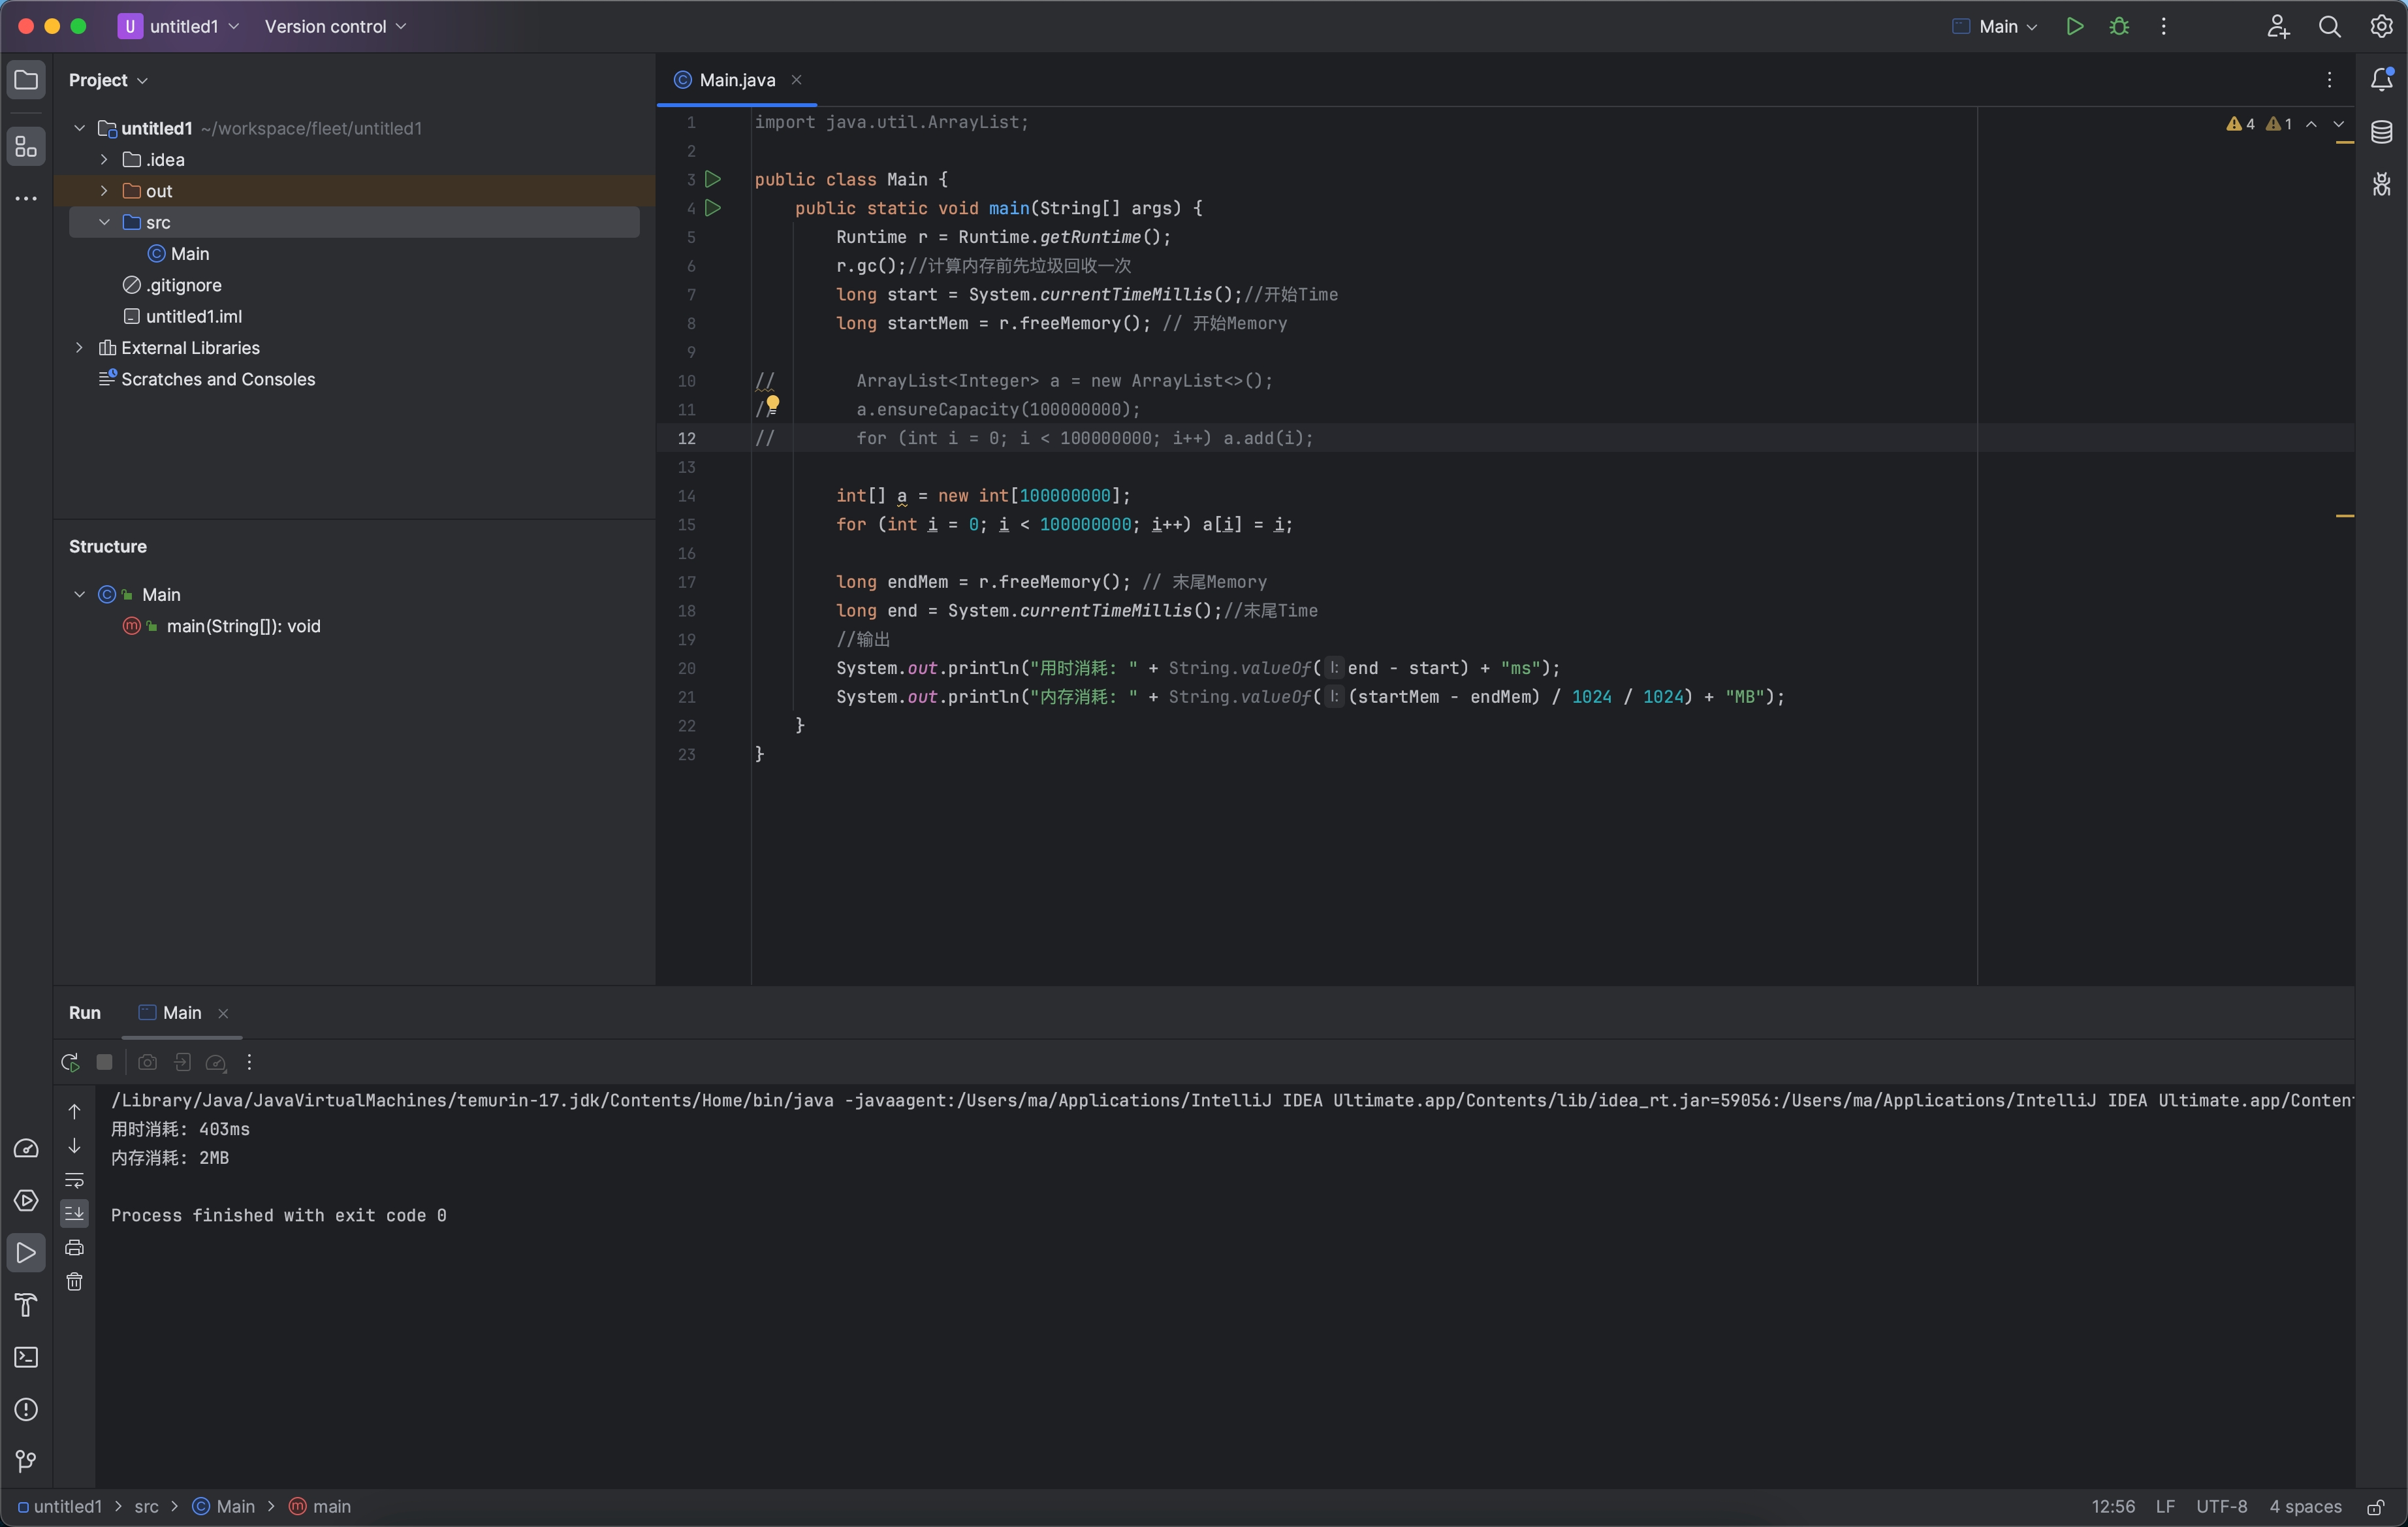 U untitled1 Version control Main
Project
untitled1 ~/workspace/fleet/untitled1
.idea
out
src
Main
.gitignore
untitled1.iml
External Libraries
Scratches and Consoles
Structure
Main
main(String[]): void
Main.java
4 1
1 import java.util.ArrayList;
2
3 public class Main {
4 public static void main(String[] args) {
5 Runtime r = Runtime.getRuntime();
6 r.gc();//计算内存前先垃圾回收一次
7 long start = System.currentTimeMillis();//开始Time
8 long startMem = r.freeMemory(); // 开始Memory
9
10 // ArrayList<Integer> a = new ArrayList<>();
11 // a.ensureCapacity(100000000);
12 // for (int i = 0; i < 100000000; i++) a.add(i);
13
14 int[] a = new int[100000000];
15 for (int i = 0; i < 100000000; i++) a[i] = i;
16
17 long endMem = r.freeMemory(); // 末尾Memory
18 long end = System.currentTimeMillis();//末尾Time
19 //输出
20 System.out.println("用时消耗: " + String.valueOf( l: end - start) + "ms");
21 System.out.println("内存消耗: " + String.valueOf( l: (startMem - endMem) / 1024 / 1024) + "MB");
22 }
23 }
Run Main
/Library/Java/JavaVirtualMachines/temurin-17.jdk/Contents/Home/bin/java -javaagent:/Users/ma/Applications/IntelliJ IDEA Ultimate.app/Contents/lib/idea_rt.jar=59056:/Users/ma/Applications/IntelliJ IDEA Ultimate.app/Conten
用时消耗: 403ms
内存消耗: 2MB
Process finished with exit code 0
untitled1 > src > Main > main 12:56 LF UTF-8 4 spaces